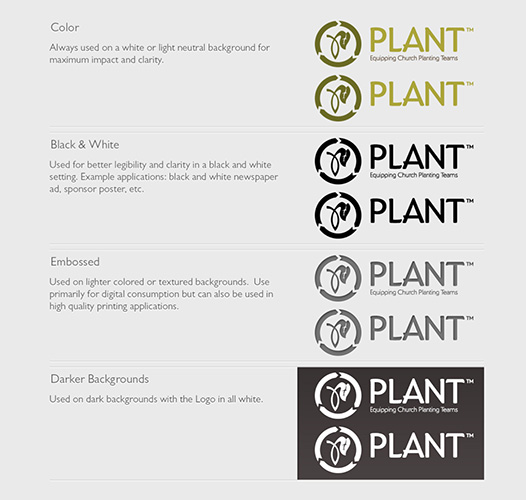 Color
Always used on a white or light neutral background for
maximum impact and clarity.
PLANT™
Equipping Church Planting Teams
PLANT™
Black & White
Used for better legibility and clarity in a black and white
setting. Example applications: black and white newspaper
ad, sponsor poster, etc.
PLANT™
Equipping Church Planting Teams
PLANT™
Embossed
Used on lighter colored or textured backgrounds. Use
primarily for digital consumption but can also be used in
high quality printing applications.
PLANT™
Equipping Church Planting Teams
PLANT™
Darker Backgrounds
Used on dark backgrounds with the Logo in all white.
PLANT™
Equipping Church Planting Teams
PLANT™